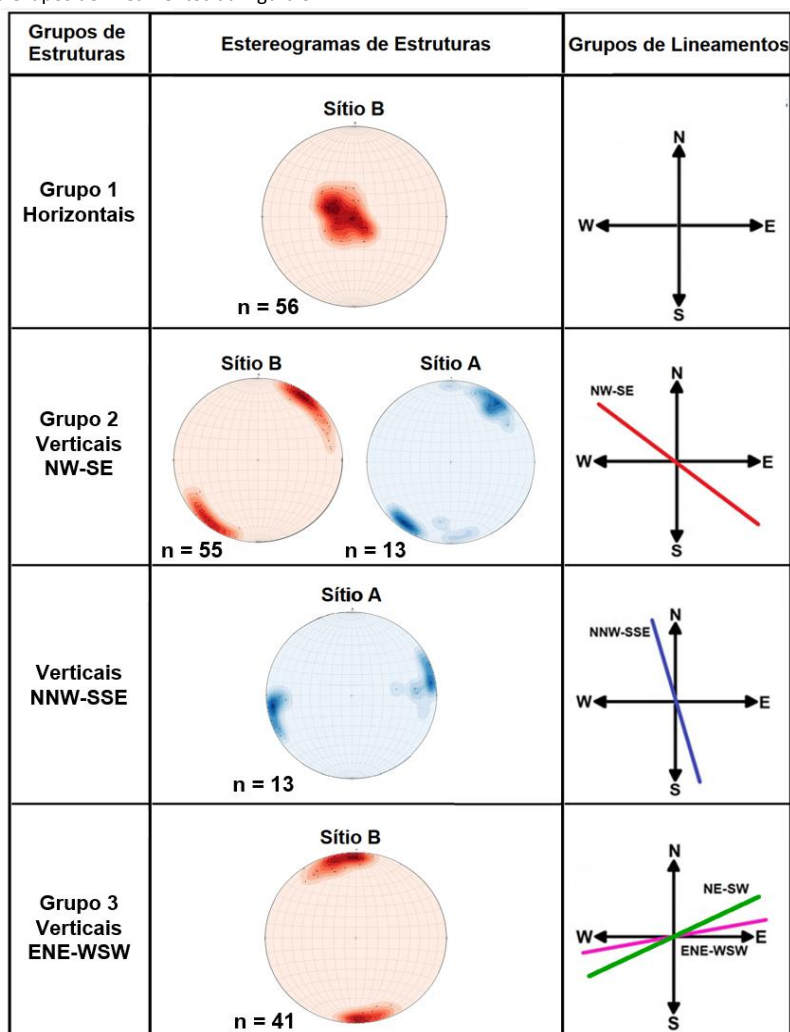 Grupos de
Estruturas
Estereogramas de Estruturas
Grupos de Lineamentos
Grupo 1
Horizontais
Sítio B
n = 56
N
W
E
S
Grupo 2
Verticais
NW-SE
Sítio B
Sítio A
n = 55
n = 13
NW-SE
N
W
E
S
Verticais
NNW-SSE
Sítio A
n = 13
NNW-SSE
N
W
E
S
Grupo 3
Verticais
ENE-WSW
Sítio B
n = 41
N
NE-SW
W
E
ENE-WSW
S